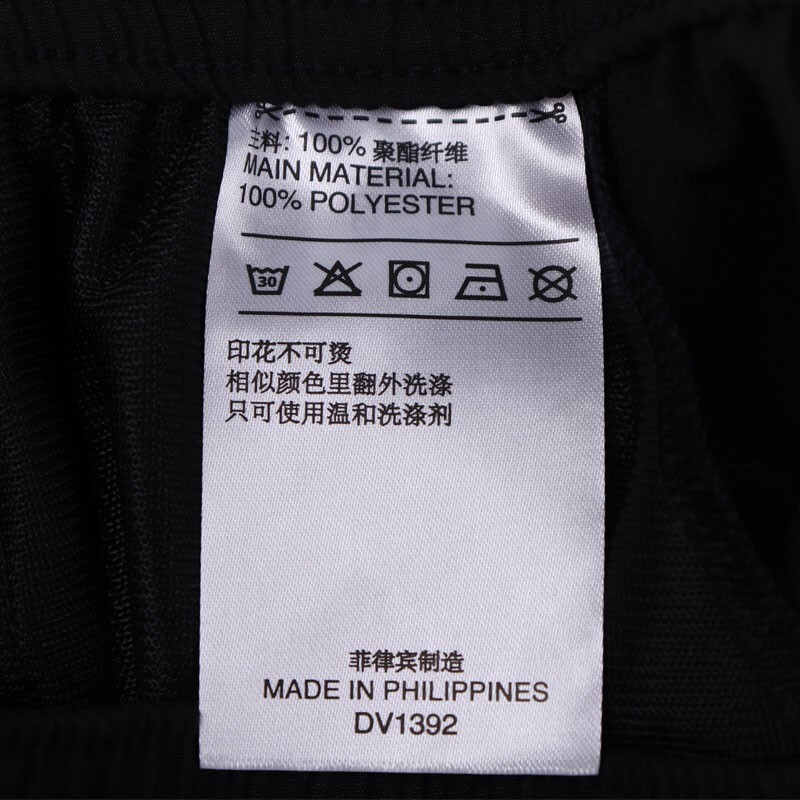 主料: 100% 聚酯纤维
MAIN MATERIAL:
100% POLYESTER
30
印花不可烫
相似颜色里翻外洗涤
只可使用温和洗涤剂
菲律宾制造
MADE IN PHILIPPINES
DV1392